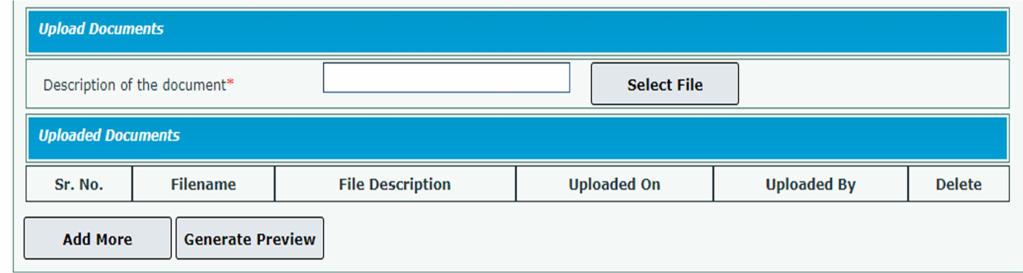 Upload Documents
Description of the document* Select File
Uploaded Documents
Sr. No. Filename File Description Uploaded On Uploaded By Delete
Add More Generate Preview